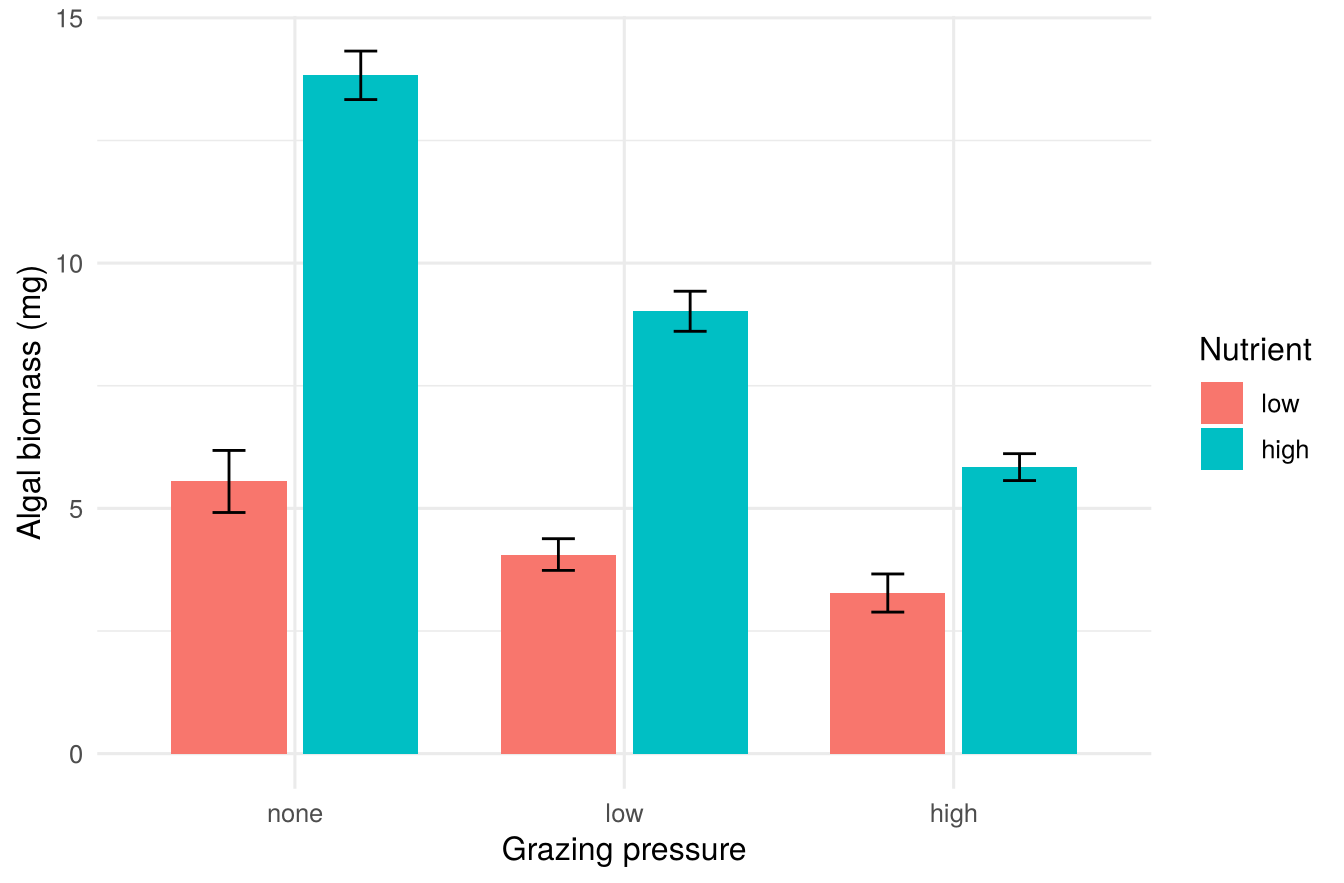 15
10
5
0
Algal biomass (mg)
none
low
high
Grazing pressure
Nutrient
low
high